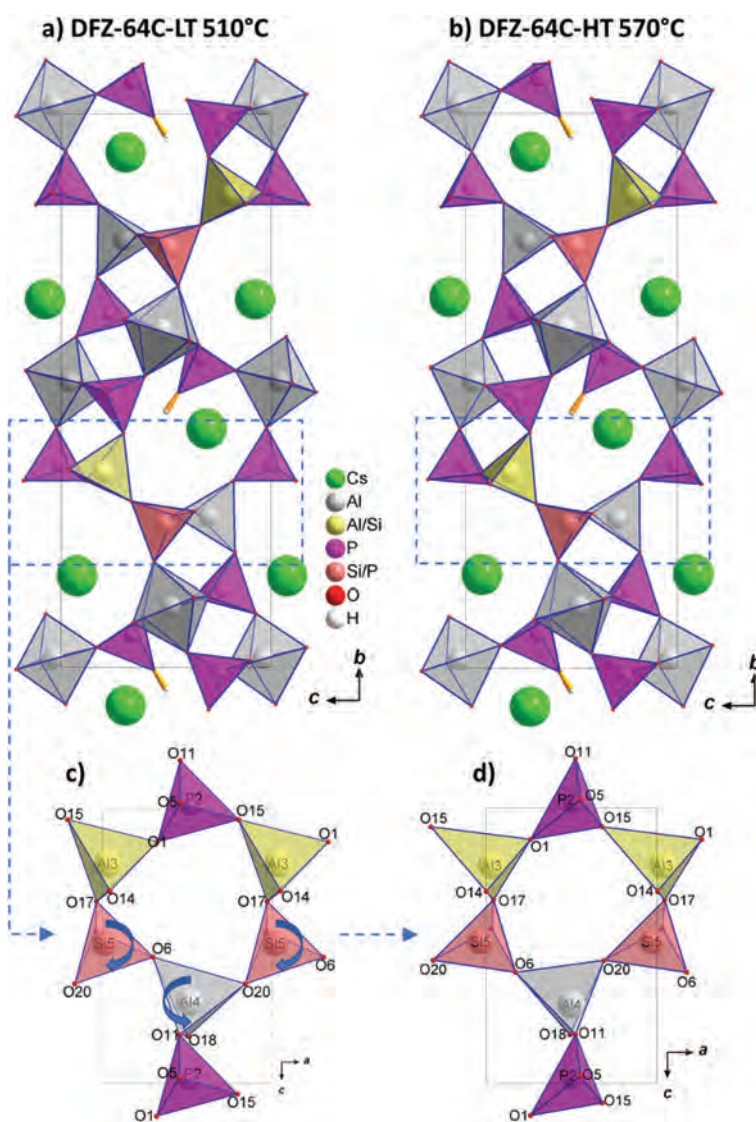 a) DFZ-64C-LT 510°C
b) DFZ-64C-HT 570°C
Cs
Al
Al/Si
P
Si/P
O
H
b
c
b
c
c)
O11
O5
P2
O15
O15
O1
O1
Al3
Al3
O17
O14
O17
O14
Si5
Si5
O6
O6
O20
O20
Al4
O11
O18
O5
P2
O15
O1
a
c
d)
O11
O5
P2
O15
O15
O1
O1
Al3
Al3
O14
O17
O14
O17
Si5
Si5
O20
O6
O20
O6
Al4
O18
O11
O5
P2
O15
O1
a
c